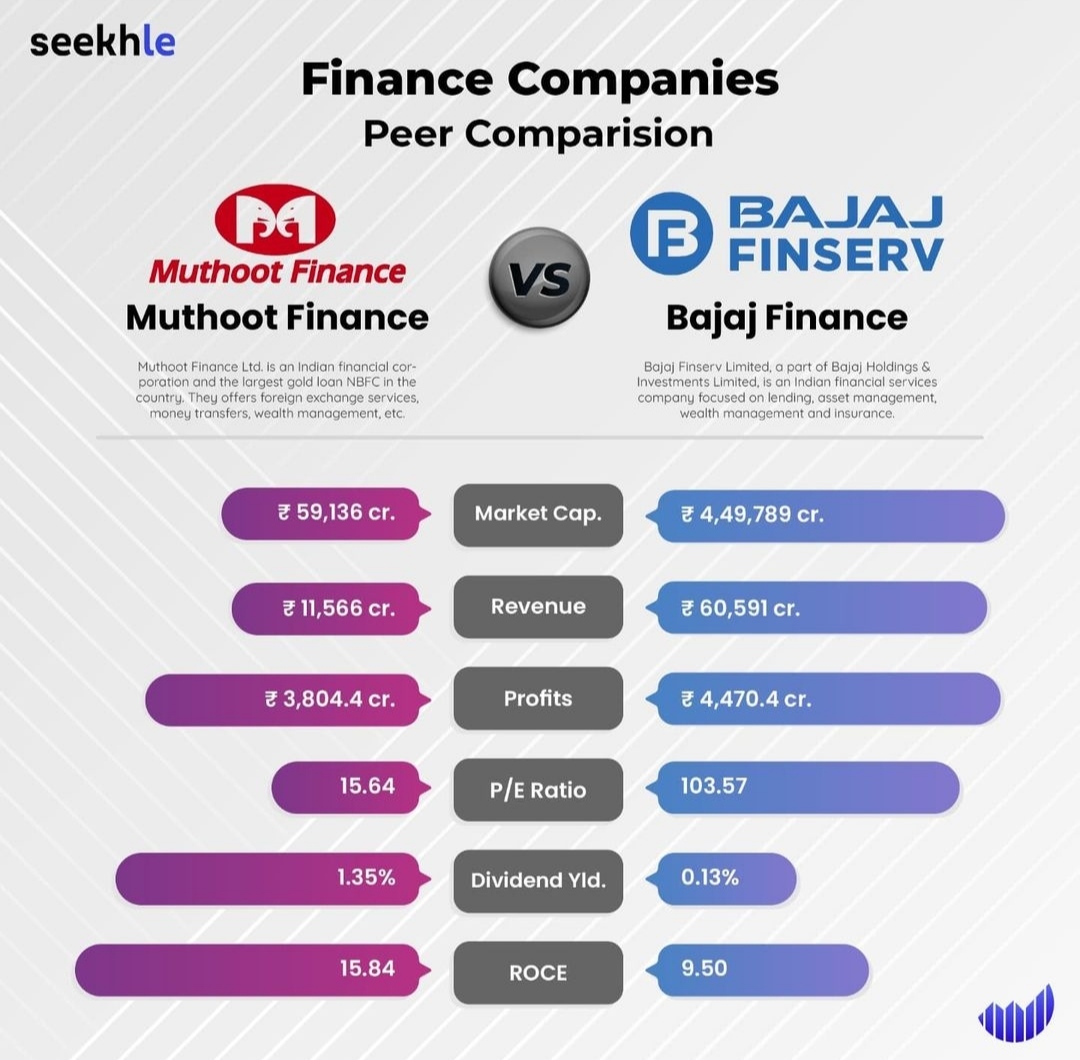 seekhle
Finance Companies
Peer Comparision
Muthoot Finance
VS
BAJAJ
FINSERV
Muthoot Finance
Bajaj Finance
Muthoot Finance Ltd. is an Indian financial cor-
poration and the largest gold loan NBFC in the
country. They offers foreign exchange services,
money transfers, wealth management, etc.
Bajaj Finserv Limited, a part of Bajaj Holdings &
Investments Limited, is an Indian financial services
company focused on lending, asset management,
wealth management and insurance.
₹ 59,136 cr.
Market Cap.
₹ 4,49,789 cr.
₹ 11,566 cr.
Revenue
₹ 60,591 cr.
₹ 3,804.4 cr.
Profits
₹ 4,470.4 cr.
15.64
P/E Ratio
103.57
1.35%
Dividend Yld.
0.13%
15.84
ROCE
9.50